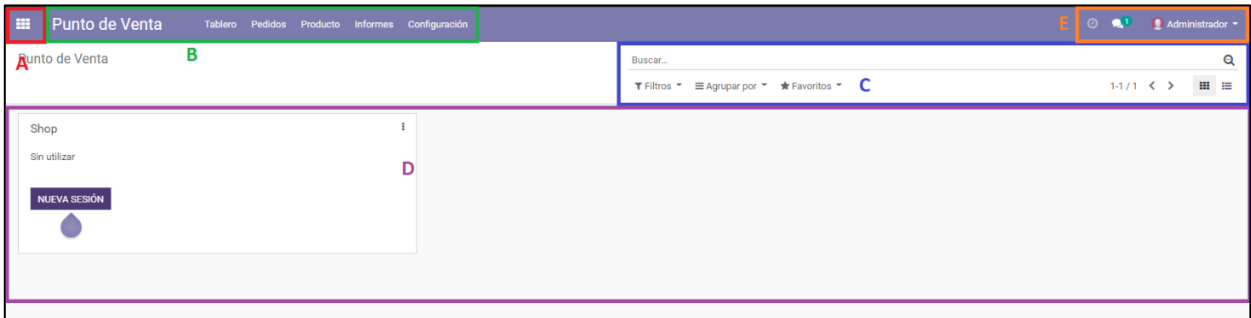 Punto de Venta Tablero Pedidos Producto Informes Configuración E 1 Administrador
A Punto de Venta B
Buscar...
Filtros Agrupar por Favoritos C 1-1 / 1
Shop
Sin utilizar
D
NUEVA SESIÓN